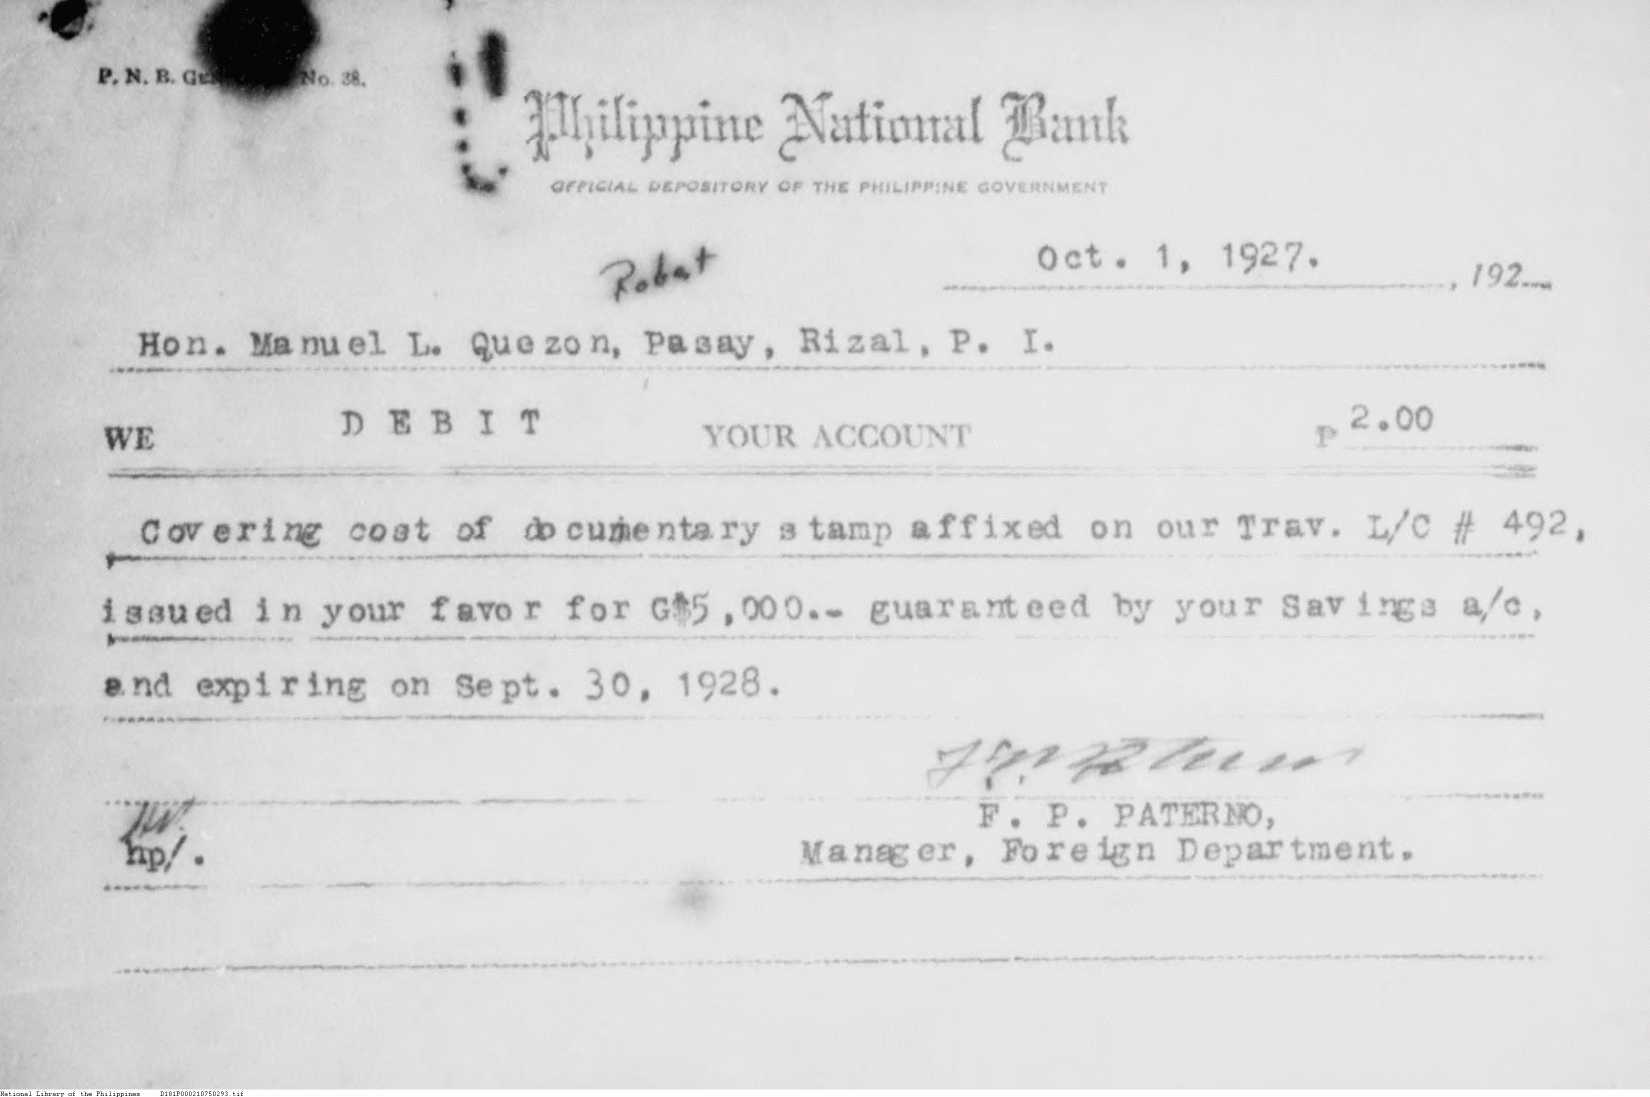 P. N. B. No. 38.
Philippine National Bank
OFFICIAL DEPOSITORY OF THE PHILIPPINE GOVERNMENT
Oct. 1, 1927. , 192
Hon. Manuel L. Quezon, Pasay, Rizal, P. I.
WE D E B I T YOUR ACCOUNT ₱ 2.00
Covering cost of documentary stamp affixed on our Trav. L/C # 492,
issued in your favor for G$5,000.- guaranteed by your Savings a/c,
and expiring on Sept. 30, 1928.
F. P. PATERNO,
hp/. Manager, Foreign Department.
National Library of the Philippines D181P000210750293.tif